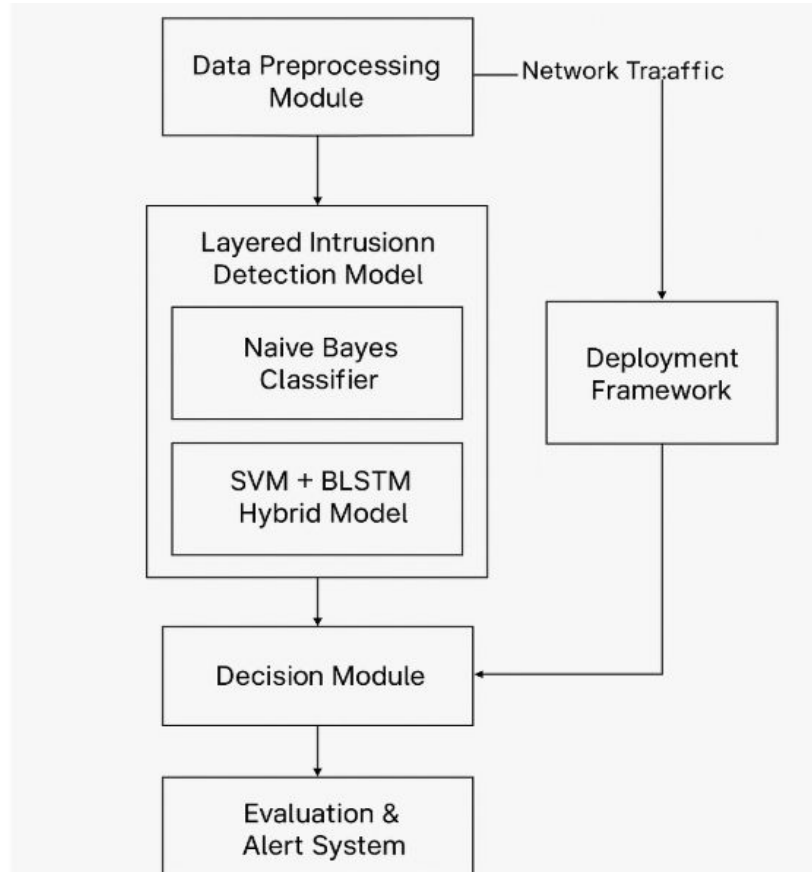 Data Preprocessing
Module
Network Tra:affic
Layered Intrusionn
Detection Model
Naive Bayes
Classifier
SVM + BLSTM
Hybrid Model
Deployment
Framework
Decision Module
Evaluation &
Alert System